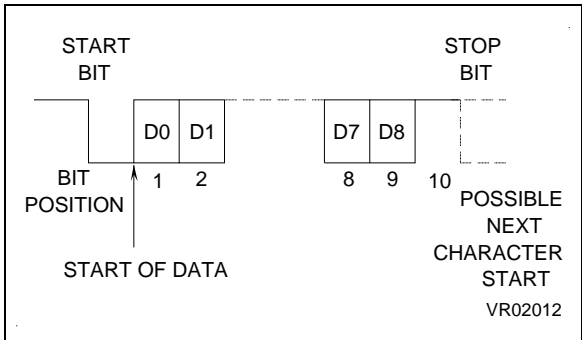 START
BIT
STOP
BIT
D0 D1 D7 D8
BIT
POSITION
1 2 8 9 10
POSSIBLE
NEXT
CHARACTER
START
START OF DATA
VR02012